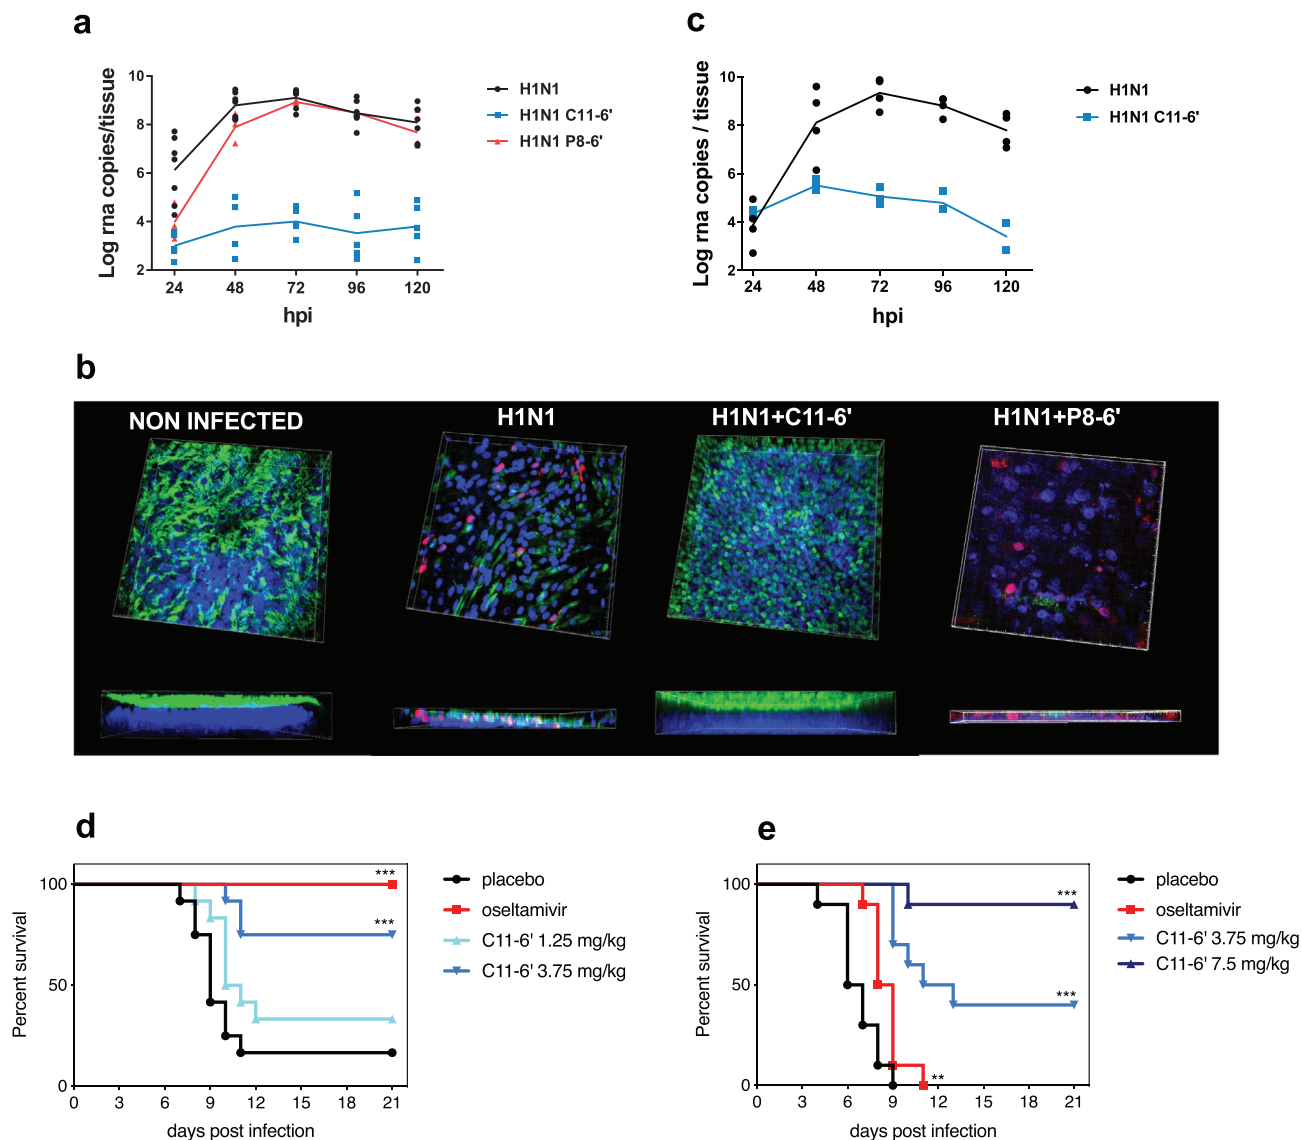 a
Log rna copies/tissue
10
8
6
4
2
24
48
72
96
120
hpi
H1N1
H1N1 C11-6'
H1N1 P8-6'
c
Log rna copies / tissue
10
8
6
4
2
24
48
72
96
120
hpi
H1N1
H1N1 C11-6'
b
NON INFECTED
H1N1
H1N1+C11-6'
H1N1+P8-6'
d
Percent survival
100
50
0
0
3
6
9
12
15
18
21
days post infection
***
***
placebo
oseltamivir
C11-6' 1.25 mg/kg
C11-6' 3.75 mg/kg
e
Percent survival
100
50
0
0
3
6
9
12
15
18
21
days post infection
***
***
**
placebo
oseltamivir
C11-6' 3.75 mg/kg
C11-6' 7.5 mg/kg